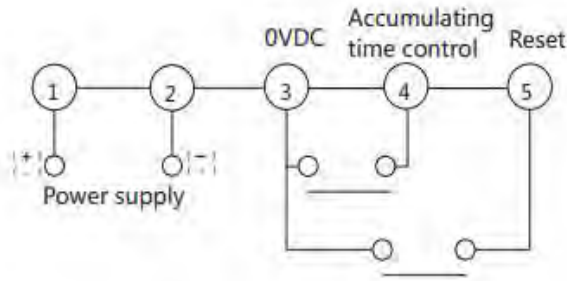 Accumulating
0VDC time control Reset
1 2 3 4 5
+ −
Power supply